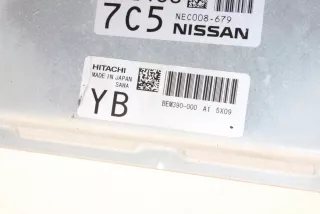 7C5 NEC008-679
NISSAN
HITACHI
MADE IN JAPAN
SAWA
YB
BEM390-000 A1 5X09